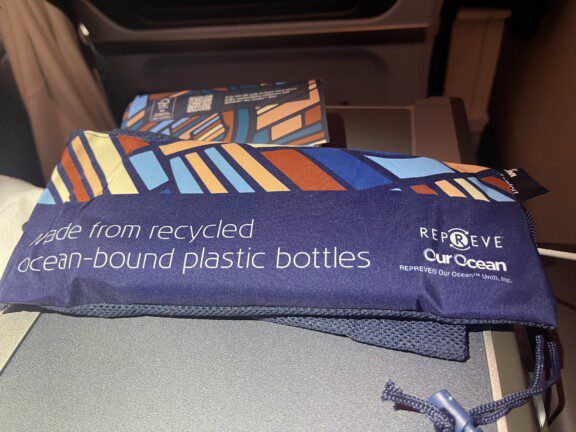 Made from recycled
ocean-bound plastic bottles
REPREVE
Our Ocean
REPREVE® Our Ocean™ Unifi, Inc.